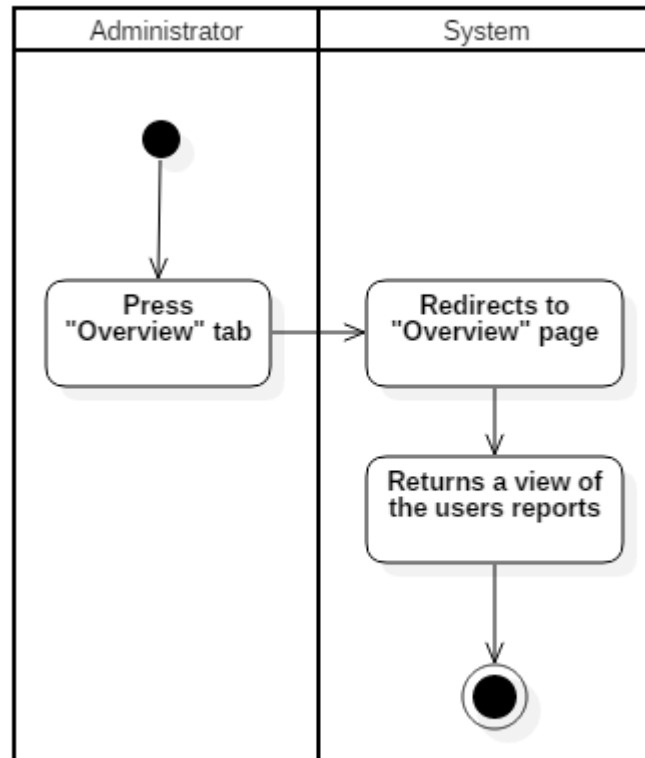 Administrator
System
Press
"Overview" tab
Redirects to
"Overview" page
Returns a view of
the users reports